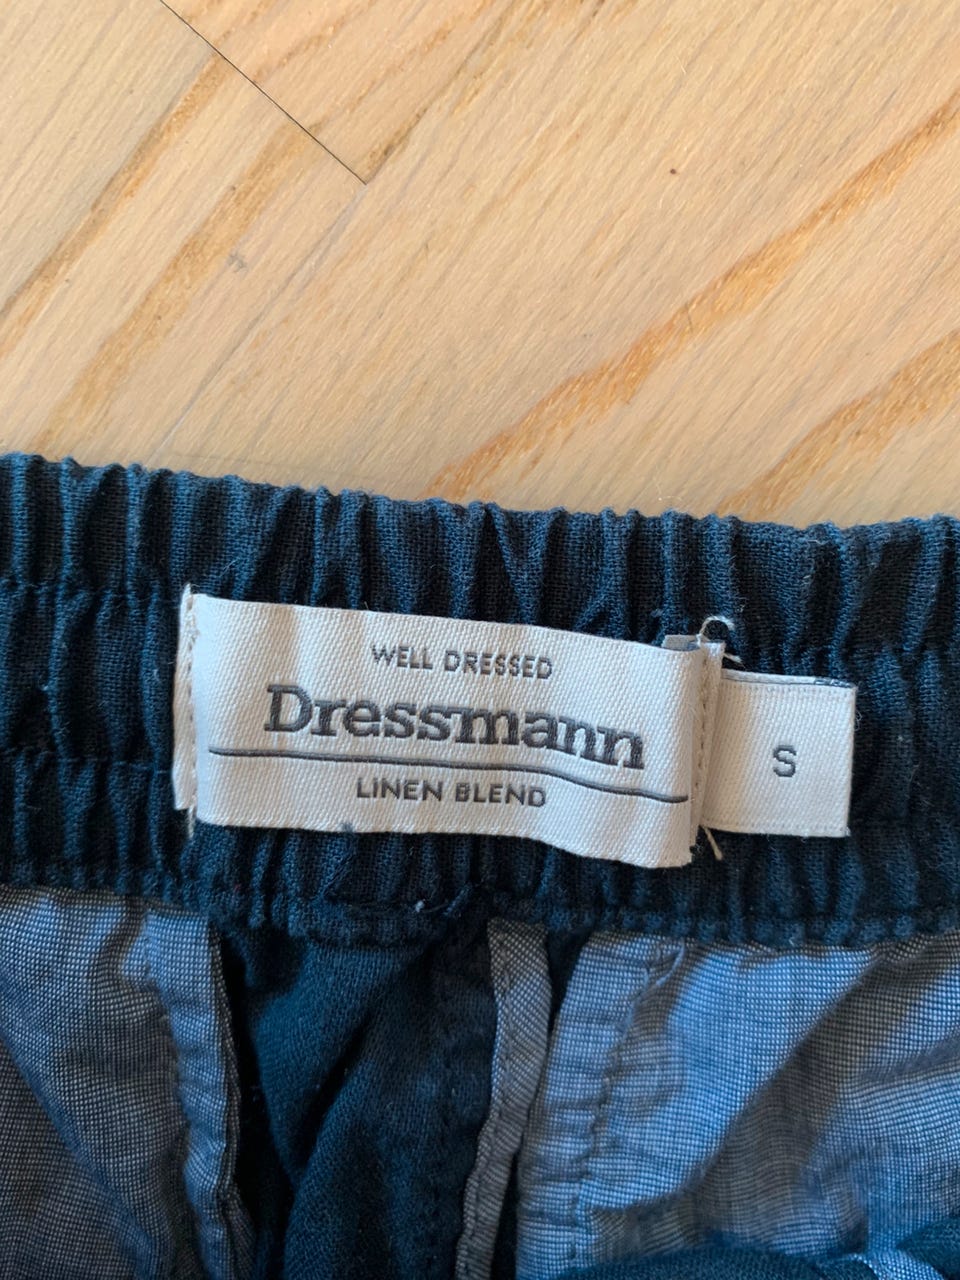 WELL DRESSED
Dressmann
LINEN BLEND
S